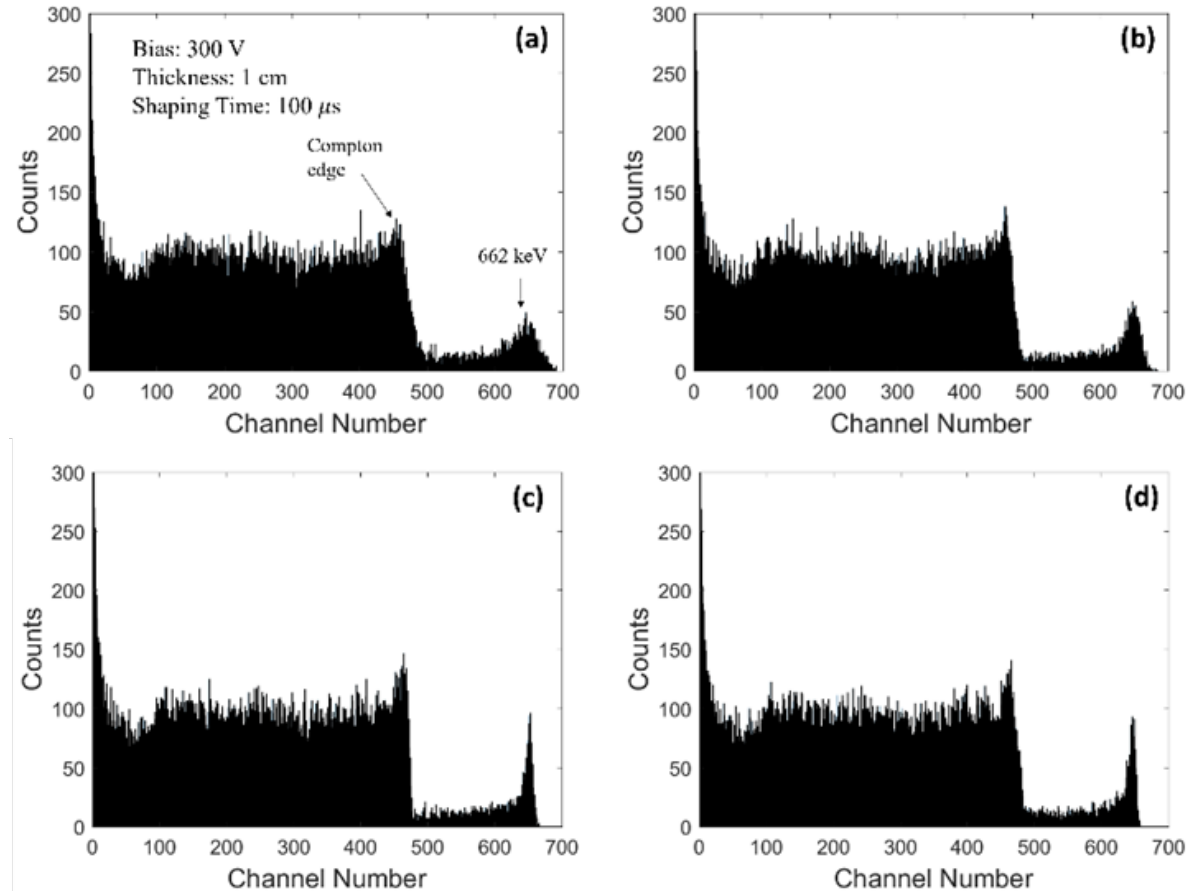 300
250
200
150
100
50
0
Counts
0 100 200 300 400 500 600 700
Channel Number
(a)
Bias: 300 V
Thickness: 1 cm
Shaping Time: 100 μs
Compton
edge
662 keV
300
250
200
150
100
50
0
Counts
0 100 200 300 400 500 600 700
Channel Number
(b)
300
250
200
150
100
50
0
Counts
0 100 200 300 400 500 600 700
Channel Number
(c)
300
250
200
150
100
50
0
Counts
0 100 200 300 400 500 600 700
Channel Number
(d)